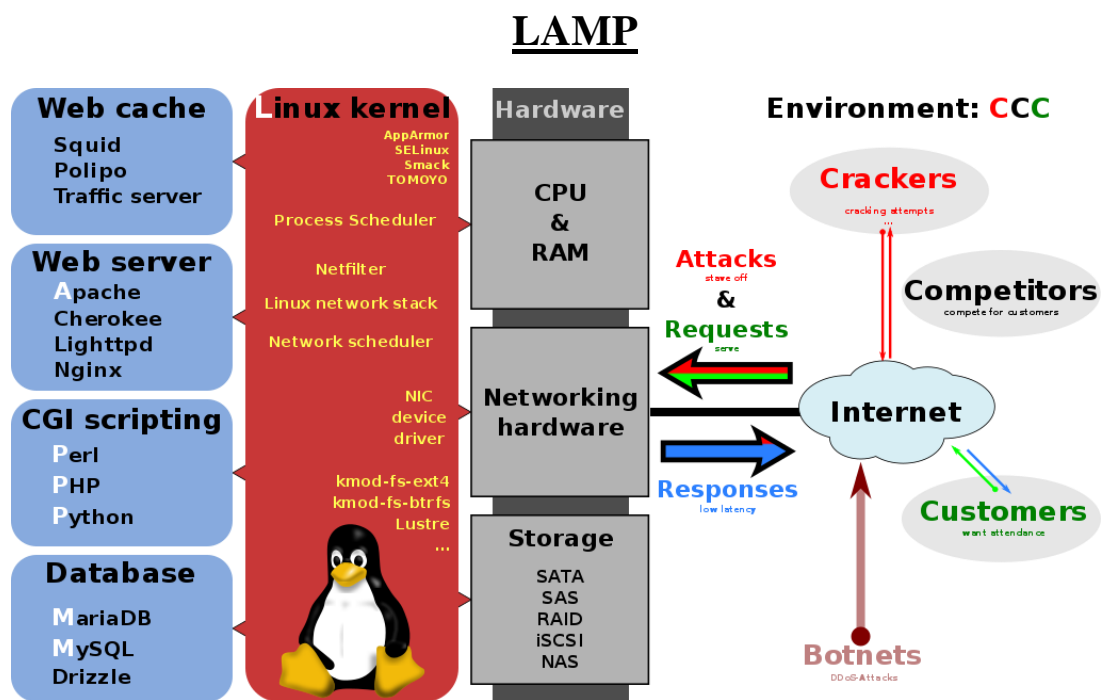 LAMP
Web cache
Squid
Polipo
Traffic server
Web server
Apache
Cherokee
Lighttpd
Nginx
CGI scripting
Perl
PHP
Python
Database
MariaDB
MySQL
Drizzle
Linux kernel
AppArmor
SELinux
Smack
TOMOYO
Process Scheduler
Netfilter
Linux network stack
Network scheduler
NIC
device
driver
kmod-fs-ext4
kmod-fs-btrfs
Lustre
...
Hardware
CPU
&
RAM
Networking
hardware
Storage
SATA
SAS
RAID
iSCSI
NAS
Attacks
stave off
&
Requests
serve
Responses
low latency
Environment: CCC
Crackers
cracking attempts
...
Competitors
compete for customers
Internet
Customers
want attendance
Botnets
DDoS-Attacks